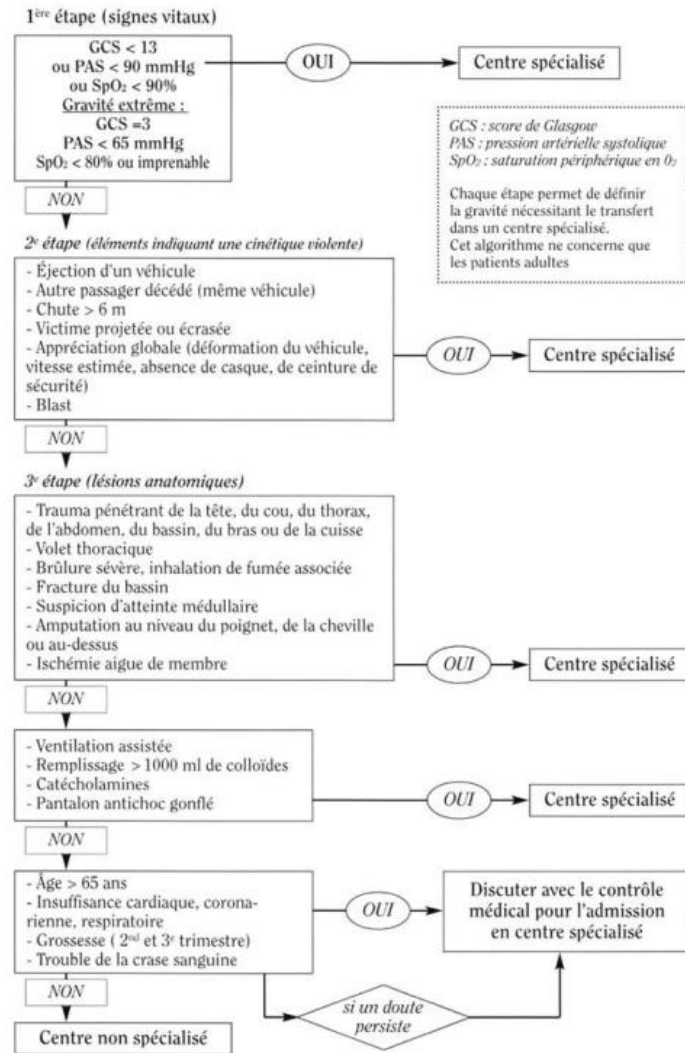 1ère étape (signes vitaux)
GCS < 13
ou PAS < 90 mmHg
ou SpO₂ < 90%
Gravité extrême :
GCS =3
PAS < 65 mmHg
SpO₂ < 80% ou imprenable
OUI
Centre spécialisé
GCS : score de Glasgow
PAS : pression artérielle systolique
SpO₂ : saturation périphérique en 0₂
Chaque étape permet de définir
la gravité nécessitant le transfert
dans un centre spécialisé.
Cet algorithme ne concerne que
les patients adultes
NON
2e étape (éléments indiquant une cinétique violente)
- Éjection d'un véhicule
- Autre passager décédé (même véhicule)
- Chute > 6 m
- Victime projetée ou écrasée
- Appréciation globale (déformation du véhicule,
vitesse estimée, absence de casque, de ceinture de
sécurité)
- Blast
OUI
Centre spécialisé
NON
3e étape (lésions anatomiques)
- Trauma pénétrant de la tête, du cou, du thorax,
de l'abdomen, du bassin, du bras ou de la cuisse
- Volet thoracique
- Brûlure sévère, inhalation de fumée associée
- Fracture du bassin
- Suspicion d'atteinte médullaire
- Amputation au niveau du poignet, de la cheville
ou au-dessus
- Ischémie aigue de membre
OUI
Centre spécialisé
NON
- Ventilation assistée
- Remplissage > 1000 ml de colloïdes
- Catécholamines
- Pantalon antichoc gonflé
OUI
Centre spécialisé
NON
- Âge > 65 ans
- Insuffisance cardiaque, corona-
rienne, respiratoire
- Grossesse ( 2nd et 3e trimestre)
- Trouble de la crase sanguine
OUI
Discuter avec le contrôle
médical pour l'admission
en centre spécialisé
NON
si un doute
persiste
Centre non spécialisé